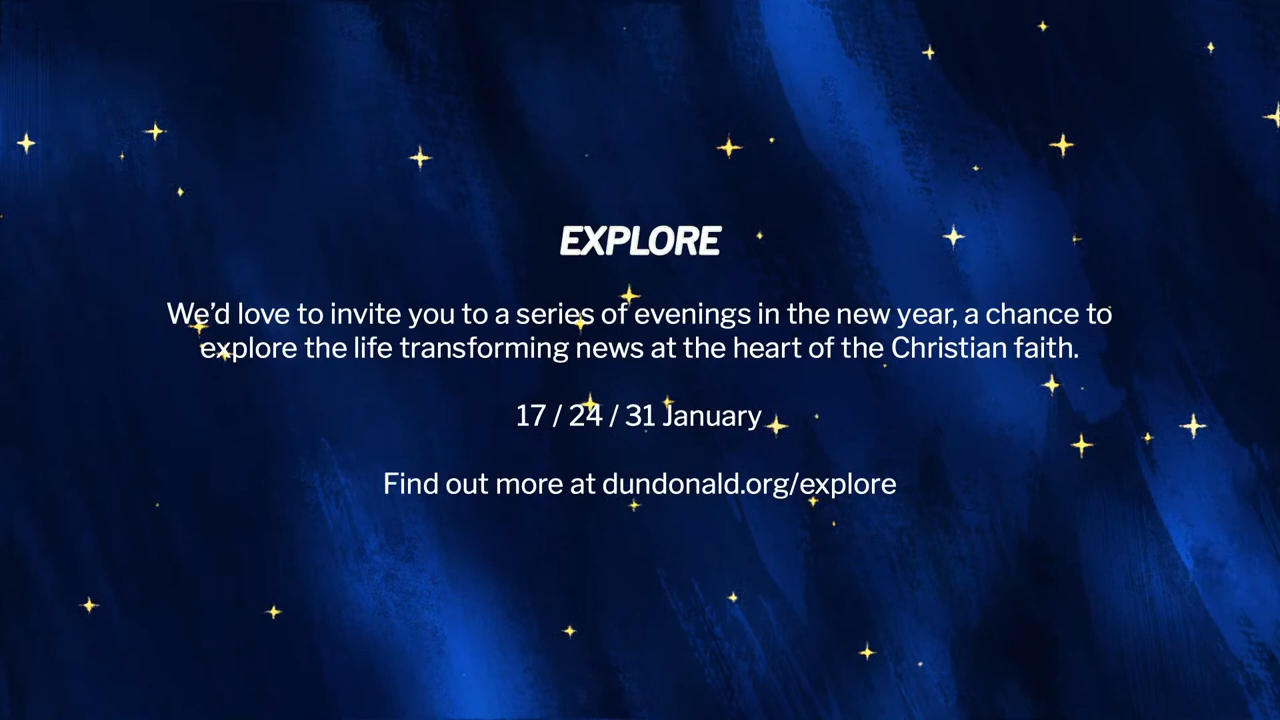 EXPLORE
We’d love to invite you to a series of evenings in the new year, a chance to
explore the life transforming news at the heart of the Christian faith.
17 / 24 / 31 January
Find out more at dundonald.org/explore